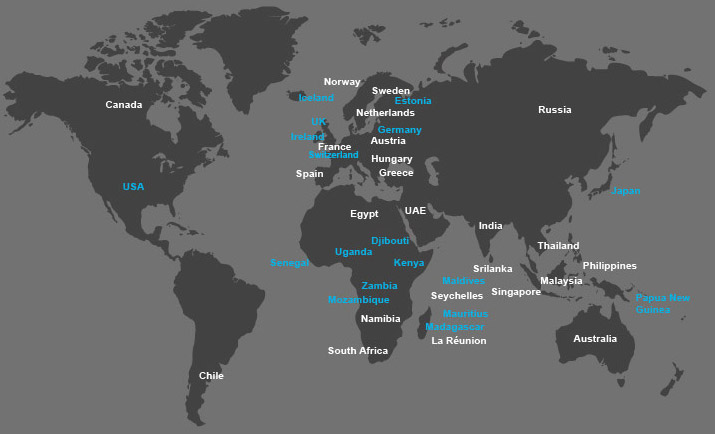 Norway
Sweden
Iceland
Estonia
Canada
Russia
Netherlands
UK
Germany
Ireland
Austria
France
Switzerland
Hungary
Spain
Greece
USA
Japan
Egypt
UAE
India
Djibouti
Thailand
Uganda
Senegal
Kenya
Srilanka
Philippines
Maldives
Malaysia
Zambia
Seychelles
Singapore
Mozambique
Papua New
Guinea
Mauritius
Namibia
Madagascar
Australia
La Réunion
South Africa
Chile